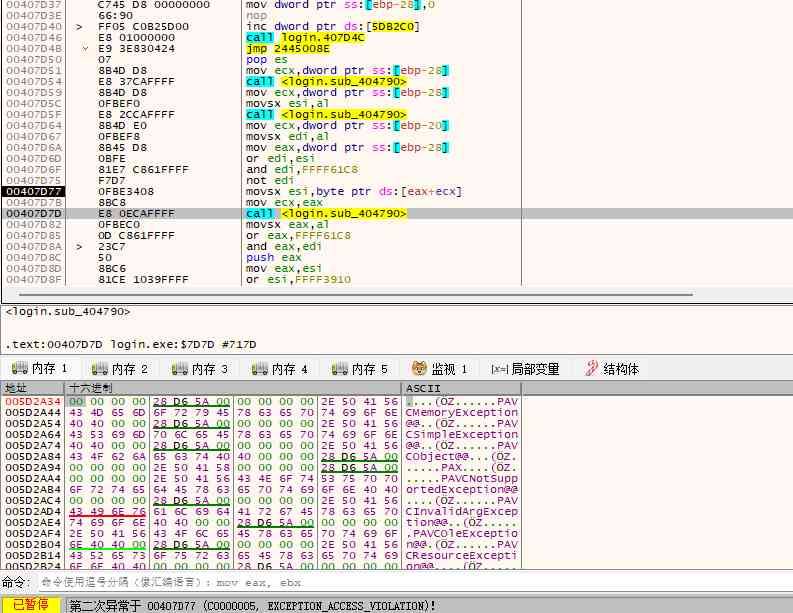 00407D37 C745 D8 00000000 mov dword ptr ss:[ebp-28],0
00407D3E 66:90 nop
00407D40 > FF05 C0B25D00 inc dword ptr ds:[5DB2C0]
00407D46 E8 01000000 call login.407D4C
00407D4B E9 3E830424 jmp 2445008E
00407D50 07 pop es
00407D51 8B4D D8 mov ecx,dword ptr ss:[ebp-28]
00407D54 E8 37CAFFFF call <login.sub_404790>
00407D59 8B4D D8 mov ecx,dword ptr ss:[ebp-28]
00407D5C 0FBEF0 movsx esi,al
00407D5F E8 2CCAFFFF call <login.sub_404790>
00407D64 8B4D E0 mov ecx,dword ptr ss:[ebp-20]
00407D67 0FBEF8 movsx edi,al
00407D6A 8B45 D8 mov eax,dword ptr ss:[ebp-28]
00407D6D 0BFE or edi,esi
00407D6F 81E7 C861FFFF and edi,FFFF61C8
00407D75 F7D7 not edi
00407D77 0FBE3408 movsx esi,byte ptr ds:[eax+ecx]
00407D7B 8BC8 mov ecx,eax
00407D7D E8 0ECAFFFF call <login.sub_404790>
00407D82 0FBEC0 movsx eax,al
00407D85 0D C861FFFF or eax,FFFF61C8
00407D8A > 23C7 and eax,edi
00407D8C 50 push eax
00407D8D 8BC6 mov eax,esi
00407D8F 81CE 1039FFFF or esi,FFFF3910
<login.sub_404790>
.text:00407D7D login.exe:$7D7D #717D
内存 1 内存 2 内存 3 内存 4 内存 5 监视 1 [x=] 局部变量 结构体
地址 十六进制 ASCII
005D2A34 00 00 00 00 28 D6 5A 00 00 00 00 00 2E 50 41 56 ....(ÖZ......PAV
005D2A44 43 4D 65 6D 6F 72 79 45 78 63 65 70 74 69 6F 6E CMemoryException
005D2A54 40 40 00 00 28 D6 5A 00 00 00 00 00 2E 50 41 56 @@..(ÖZ......PAV
005D2A64 43 53 69 6D 70 6C 65 45 78 63 65 70 74 69 6F 6E CSimpleException
005D2A74 40 40 00 00 28 D6 5A 00 00 00 00 00 2E 50 41 56 @@..(ÖZ......PAV
005D2A84 43 4F 62 6A 65 63 74 40 40 00 00 00 28 D6 5A 00 CObject@@...(ÖZ.
005D2A94 00 00 00 00 2E 50 41 58 00 00 00 00 28 D6 5A 00 .....PAX....(ÖZ.
005D2AA4 00 00 00 00 2E 50 41 56 43 4E 6F 74 53 75 70 70 .....PAVCNotSupp
005D2AB4 6F 72 74 65 64 45 78 63 65 70 74 69 6F 6E 40 40 ortedException@@
005D2AC4 00 00 00 00 28 D6 5A 00 00 00 00 00 2E 50 41 56 ....(ÖZ......PAV
005D2AD4 43 49 6E 76 61 6C 69 64 41 72 67 45 78 63 65 70 CInvalidArgExcep
005D2AE4 74 69 6F 6E 40 40 00 00 28 D6 5A 00 00 00 00 00 tion@@..(ÖZ.....
005D2AF4 2E 50 41 56 43 4F 6C 65 45 78 63 65 70 74 69 6F .PAVCOleExceptio
005D2B04 6E 40 40 00 28 D6 5A 00 00 00 00 00 2E 50 41 56 n@@.(ÖZ......PAV
005D2B14 43 52 65 73 6F 75 72 63 65 45 78 63 65 70 74 69 CResourceExcepti
005D2B24 6F 6E 40 40 00 00 00 00 28 D6 5A 00 00 00 00 00 on@@....(ÖZ.....
命令: 命令使用逗号分隔（像汇编语言）: mov eax, ebx
已暂停 第二次异常于 00407D77 (C0000005, EXCEPTION_ACCESS_VIOLATION)!